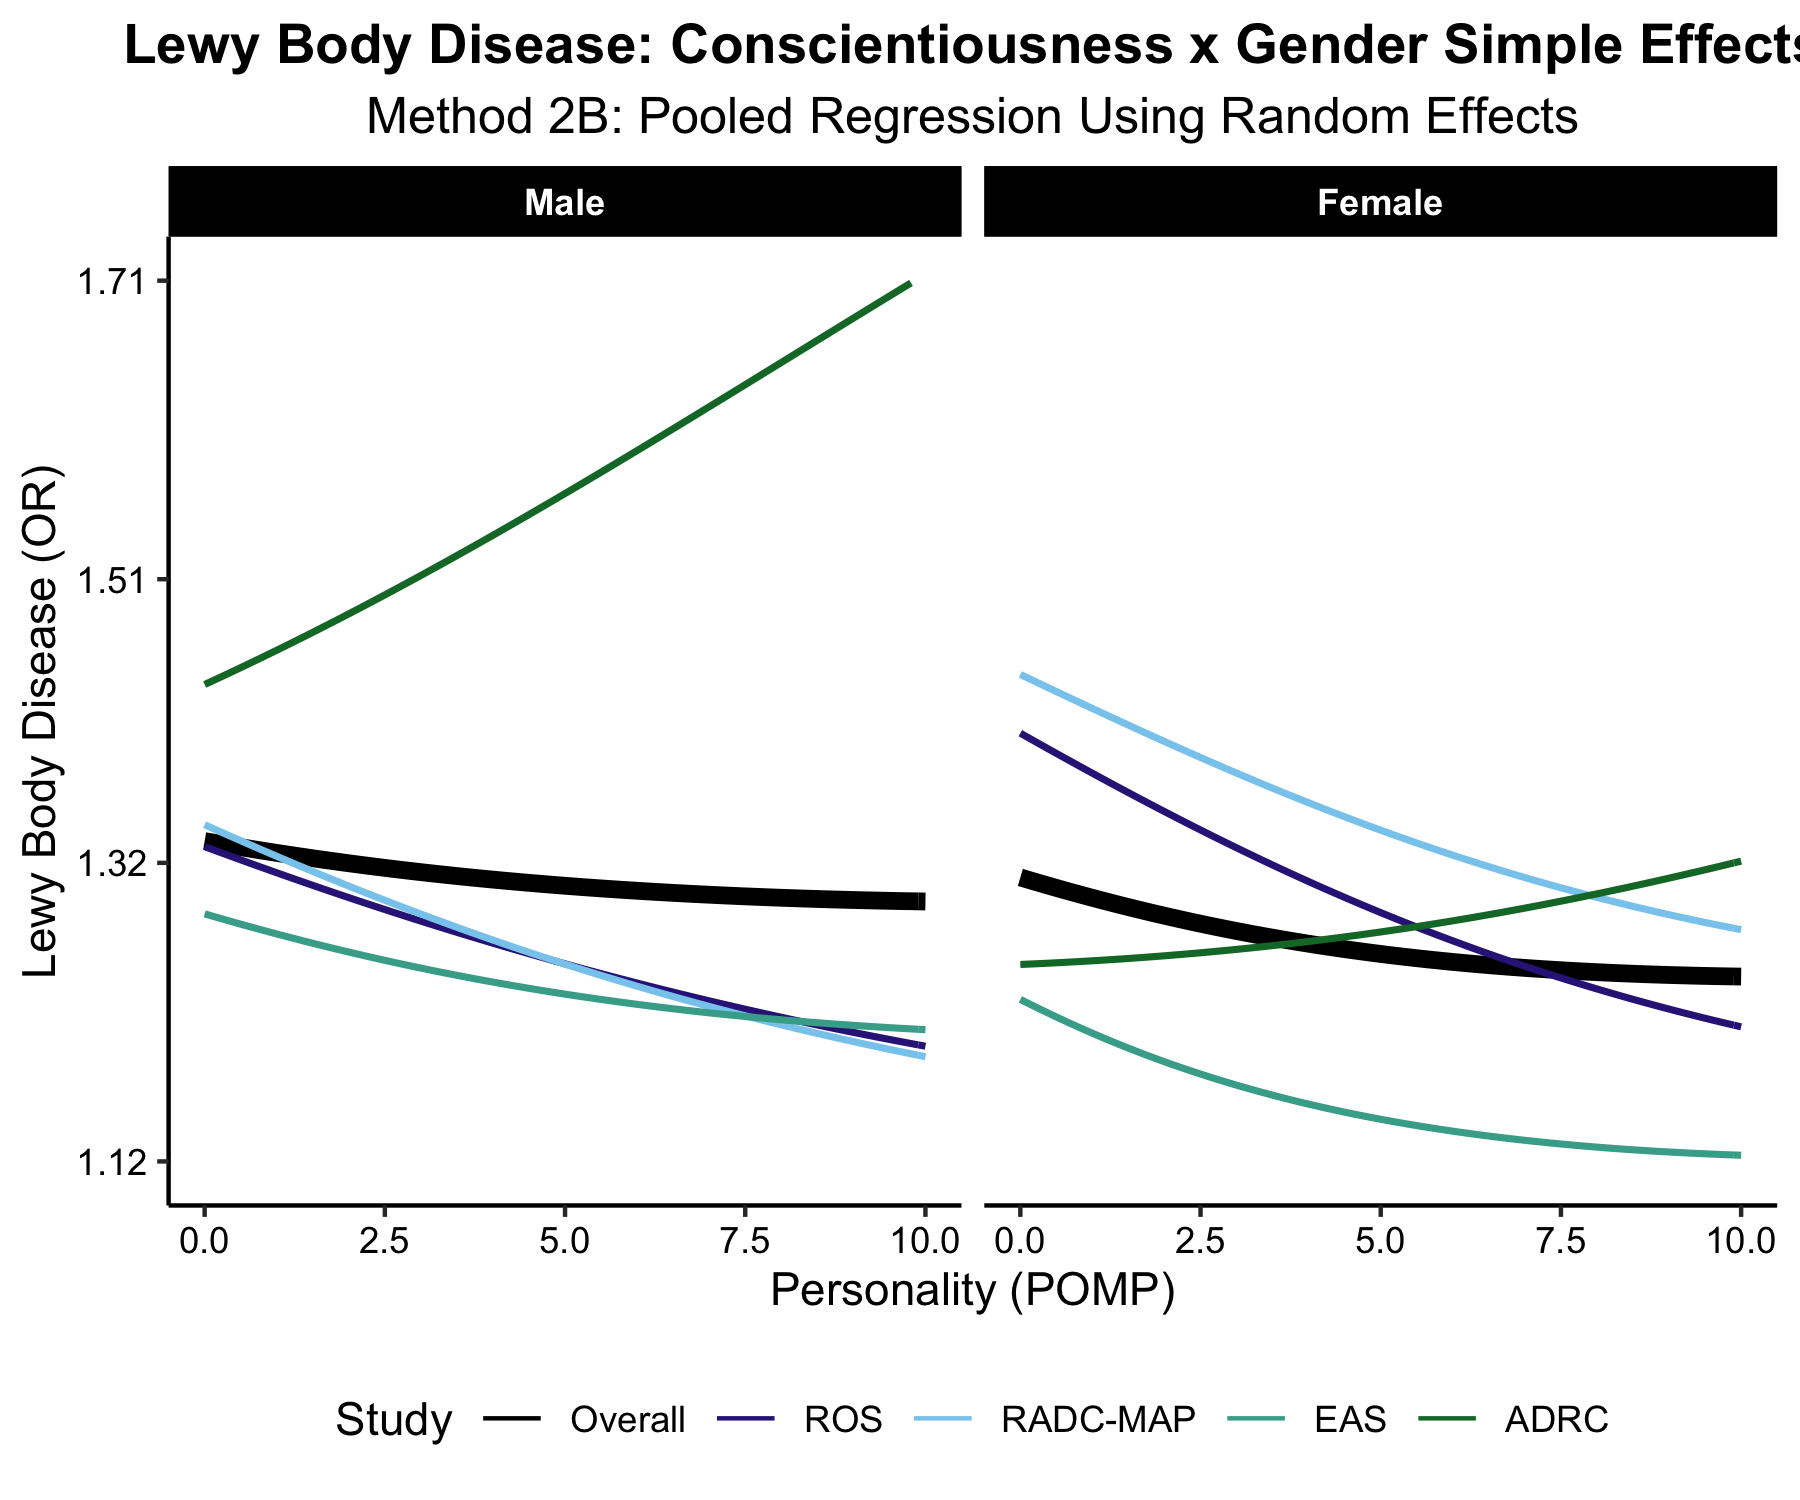 Lewy Body Disease: Conscientiousness x Gender Simple Effects
Method 2B: Pooled Regression Using Random Effects
Male Female
Lewy Body Disease (OR)
1.71
1.51
1.32
1.12
0.0 2.5 5.0 7.5 10.0 0.0 2.5 5.0 7.5 10.0
Personality (POMP)
Study Overall ROS RADC-MAP EAS ADRC